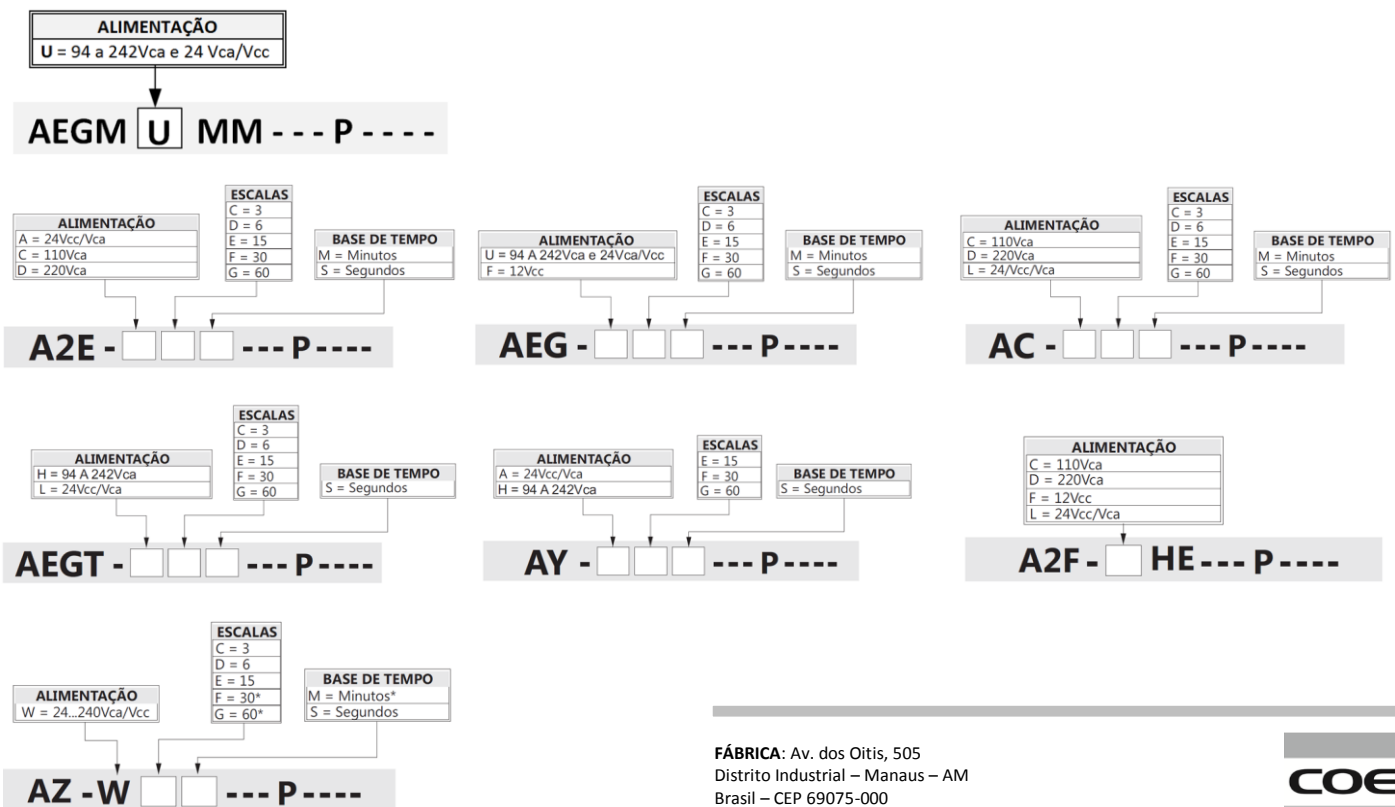 ALIMENTAÇÃO
U = 94 a 242Vca e 24 Vca/Vcc
AEGM U MM - - - P - - - -
ALIMENTAÇÃO
A = 24Vcc/Vca
C = 110Vca
D = 220Vca
ESCALAS
C = 3
D = 6
E = 15
F = 30
G = 60
BASE DE TEMPO
M = Minutos
S = Segundos
A2E - --- P ----
ALIMENTAÇÃO
U = 94 A 242Vca e 24Vca/Vcc
F = 12Vcc
ESCALAS
C = 3
D = 6
E = 15
F = 30
G = 60
BASE DE TEMPO
M = Minutos
S = Segundos
AEG - --- P ----
ALIMENTAÇÃO
C = 110Vca
D = 220Vca
L = 24/Vcc/Vca
ESCALAS
C = 3
D = 6
E = 15
F = 30
G = 60
BASE DE TEMPO
M = Minutos
S = Segundos
AC - --- P ----
ALIMENTAÇÃO
H = 94 A 242Vca
L = 24Vcc/Vca
ESCALAS
C = 3
D = 6
E = 15
F = 30
G = 60
BASE DE TEMPO
S = Segundos
AEGT - --- P ----
ALIMENTAÇÃO
A = 24Vcc/Vca
H = 94 A 242Vca
ESCALAS
E = 15
F = 30
G = 60
BASE DE TEMPO
S = Segundos
AY - --- P ----
ALIMENTAÇÃO
C = 110Vca
D = 220Vca
F = 12Vcc
L = 24Vcc/Vca
A2F - HE --- P ----
ALIMENTAÇÃO
W = 24...240Vca/Vcc
ESCALAS
C = 3
D = 6
E = 15
F = 30*
G = 60*
BASE DE TEMPO
M = Minutos*
S = Segundos
AZ - W --- P ----
FÁBRICA: Av. dos Oitis, 505
Distrito Industrial – Manaus – AM
Brasil – CEP 69075-000
COE